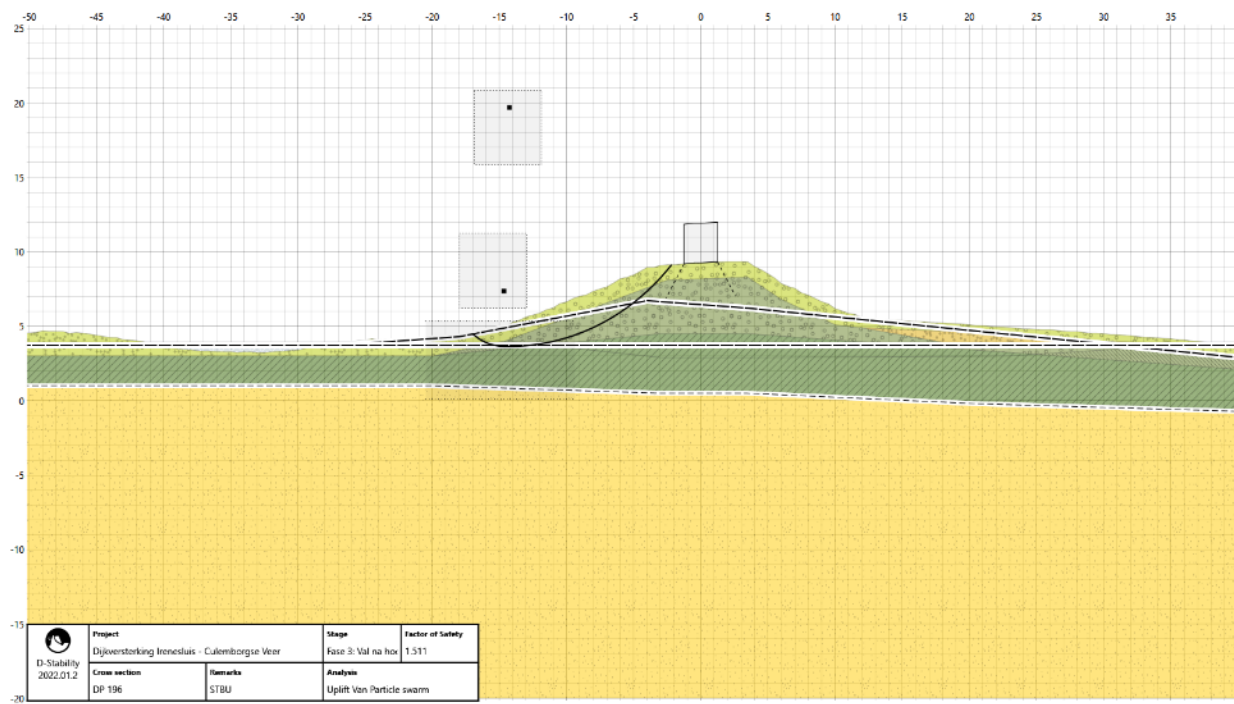 -50 -45 -40 -35 -30 -25 -20 -15 -10 -5 0 5 10 15 20 25 30 35
25
20
15
10
5
0
-5
-10
-15
-20
D-Stability
2022.01.2
Project
Dijkversterking Irenesluis - Culemborgse Veer
Stage
Fase 3: Val na hoo
Factor of Safety
1.511
Cross section
DP 196
Remarks
STBU
Analysis
Uplift Van Particle swarm